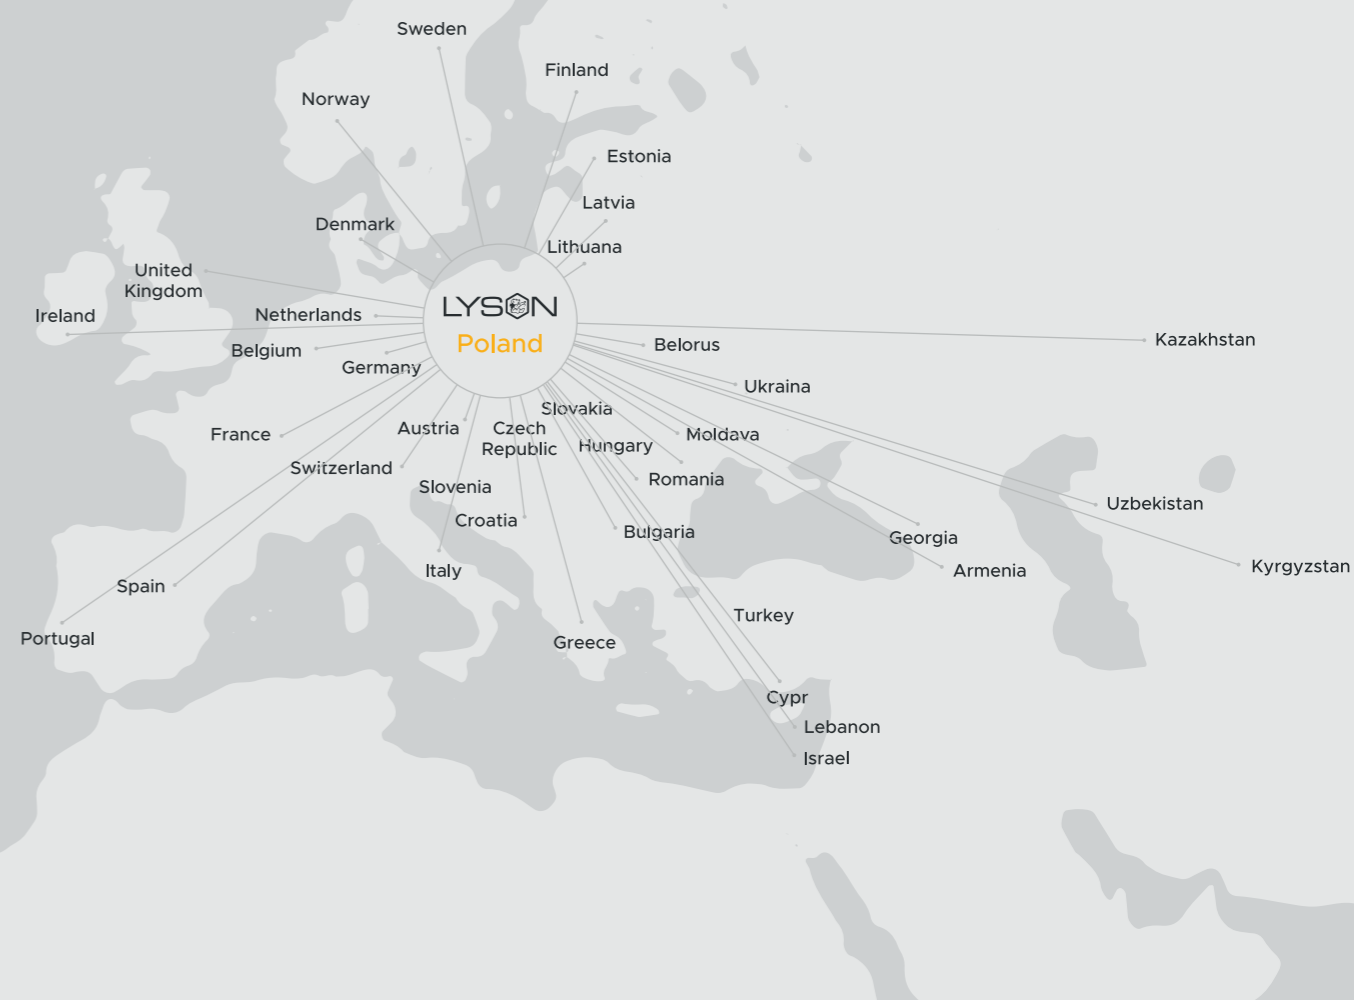 Sweden
Finland
Norway
Estonia
Latvia
Denmark
Lithuana
United
Kingdom
Ireland
Netherlands
LYSON
Poland
Belgium
Germany
Belorus
Kazakhstan
Ukraina
Slovakia
France
Austria
Czech
Republic
Hungary
Moldava
Switzerland
Romania
Slovenia
Croatia
Bulgaria
Uzbekistan
Georgia
Kyrgyzstan
Armenia
Italy
Spain
Turkey
Portugal
Greece
Cypr
Lebanon
Israel